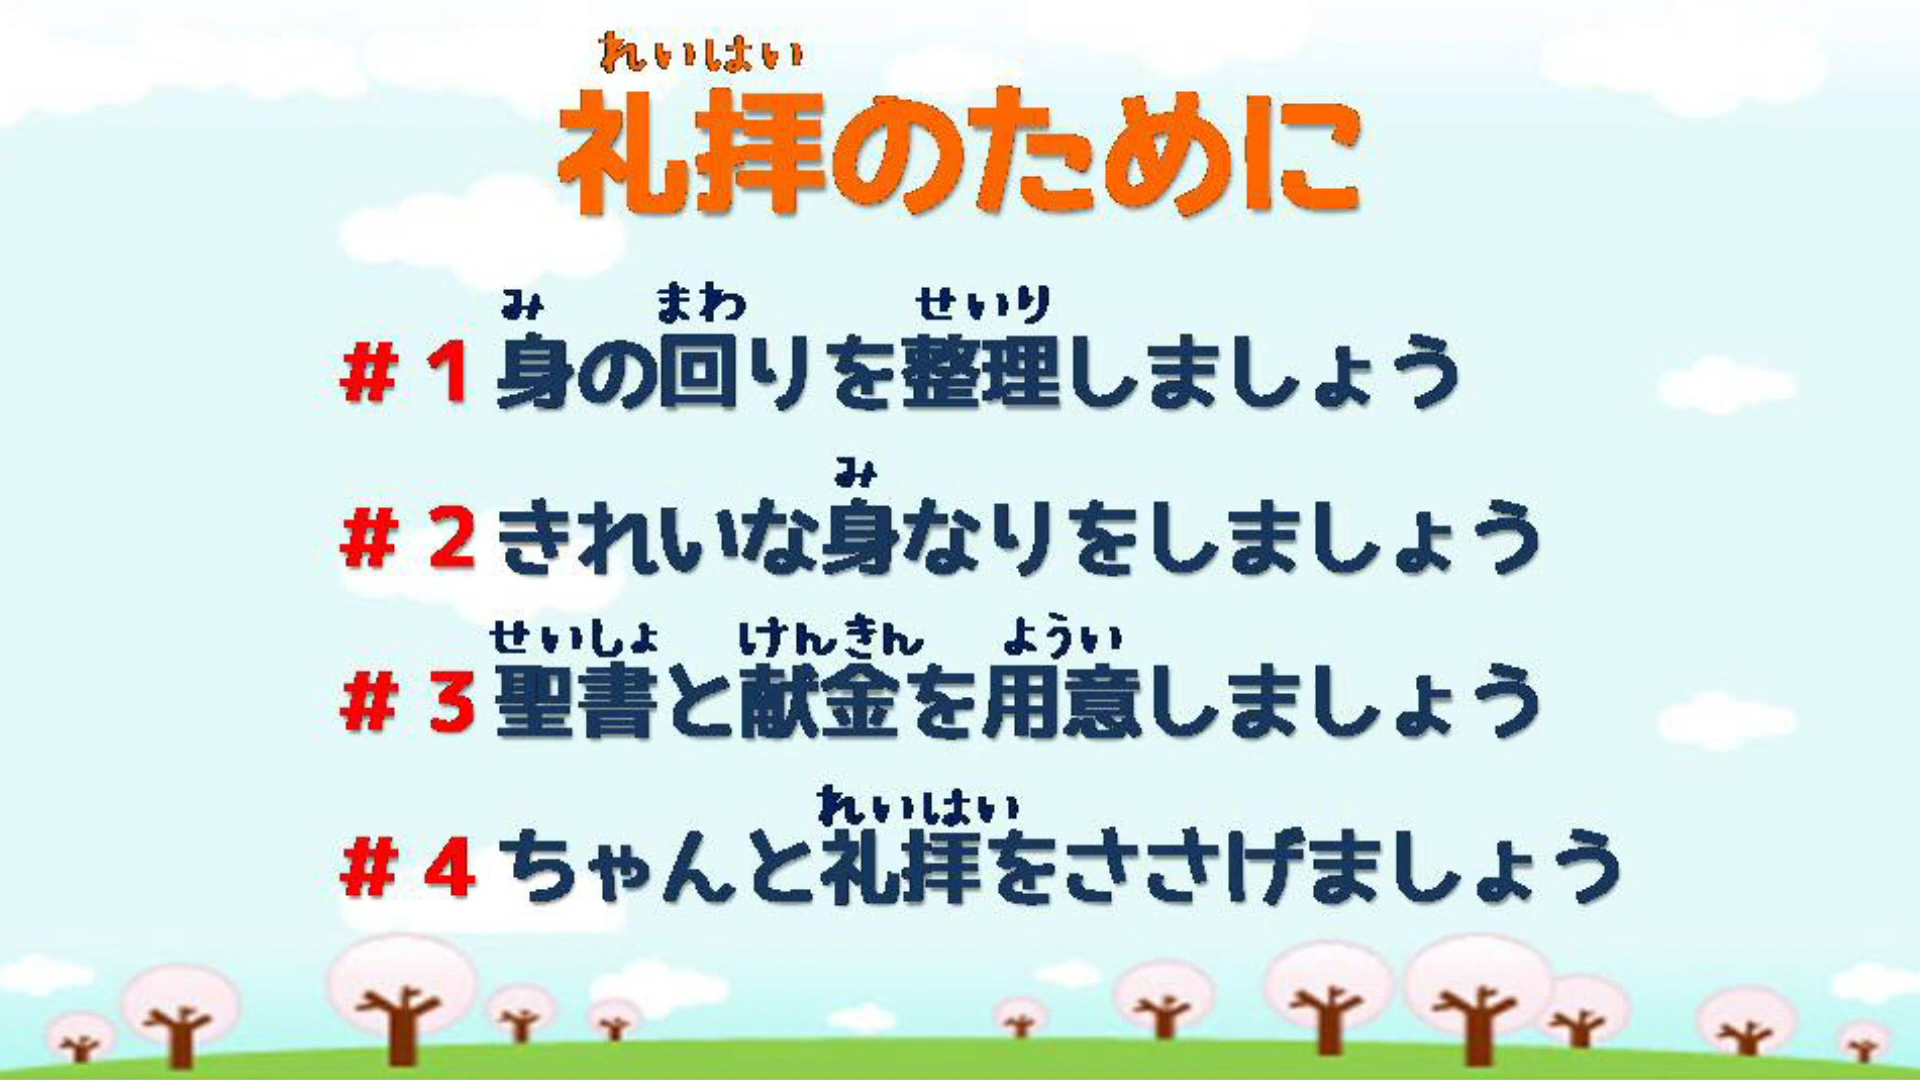 れいはい
礼拝のために
み まわ せいり
#1 身の回りを整理しましょう
み
#2 きれいな身なりをしましょう
せいしょ けんきん ようい
#3 聖書と献金を用意しましょう
れいはい
#4 ちゃんと礼拝をささげましょう